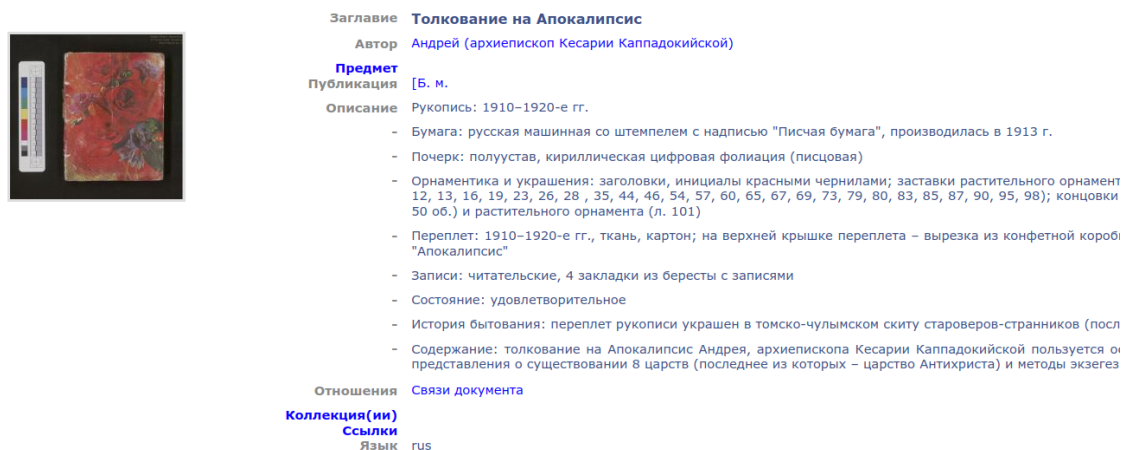 Заглавие Толкование на Апокалипсис
Автор Андрей (архиепископ Кесарии Каппадокийской)
Предмет
Публикация [Б. м.
Описание Рукопись: 1910–1920-е гг.
– Бумага: русская машинная со штемпелем с надписью "Писчая бумага", производилась в 1913 г.
– Почерк: полуустав, кириллическая цифровая фолиация (писцовая)
– Орнаментика и украшения: заголовки, инициалы красными чернилами; заставки растительного орнамент
12, 13, 16, 19, 23, 26, 28 , 35, 44, 46, 54, 57, 60, 65, 67, 69, 73, 79, 80, 83, 85, 87, 90, 95, 98); концовки
50 об.) и растительного орнамента (л. 101)
– Переплет: 1910–1920-е гг., ткань, картон; на верхней крышке переплета – вырезка из конфетной короб
"Апокалипсис"
– Записи: читательские, 4 закладки из бересты с записями
– Состояние: удовлетворительное
– История бытования: переплет рукописи украшен в томско-чулымском скиту староверов-странников (посл
– Содержание: толкование на Апокалипсис Андрея, архиепископа Кесарии Каппадокийской пользуется ос
представления о существовании 8 царств (последнее из которых – царство Антихриста) и методы экзегез
Отношения Связи документа
Коллекция(ии)
Ссылки
Язык rus